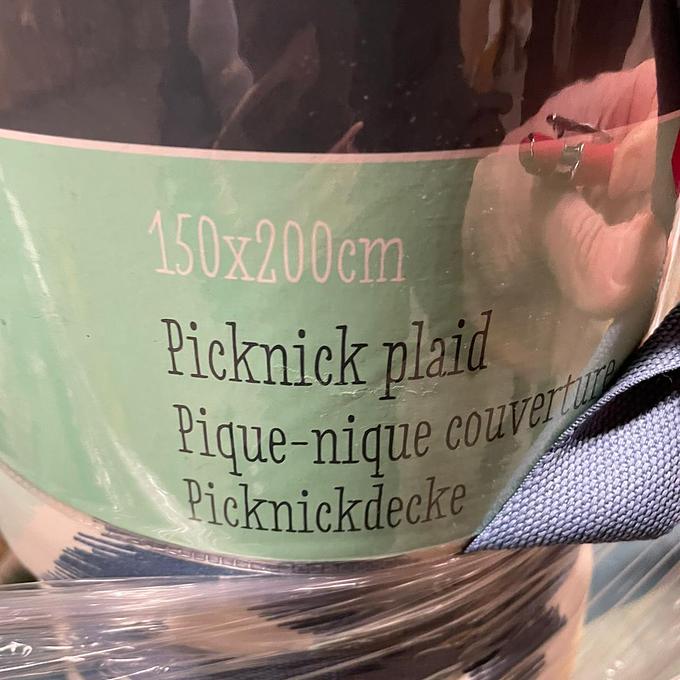 150x200cm
Picknick plaid
Pique-nique couverture
Picknickdecke